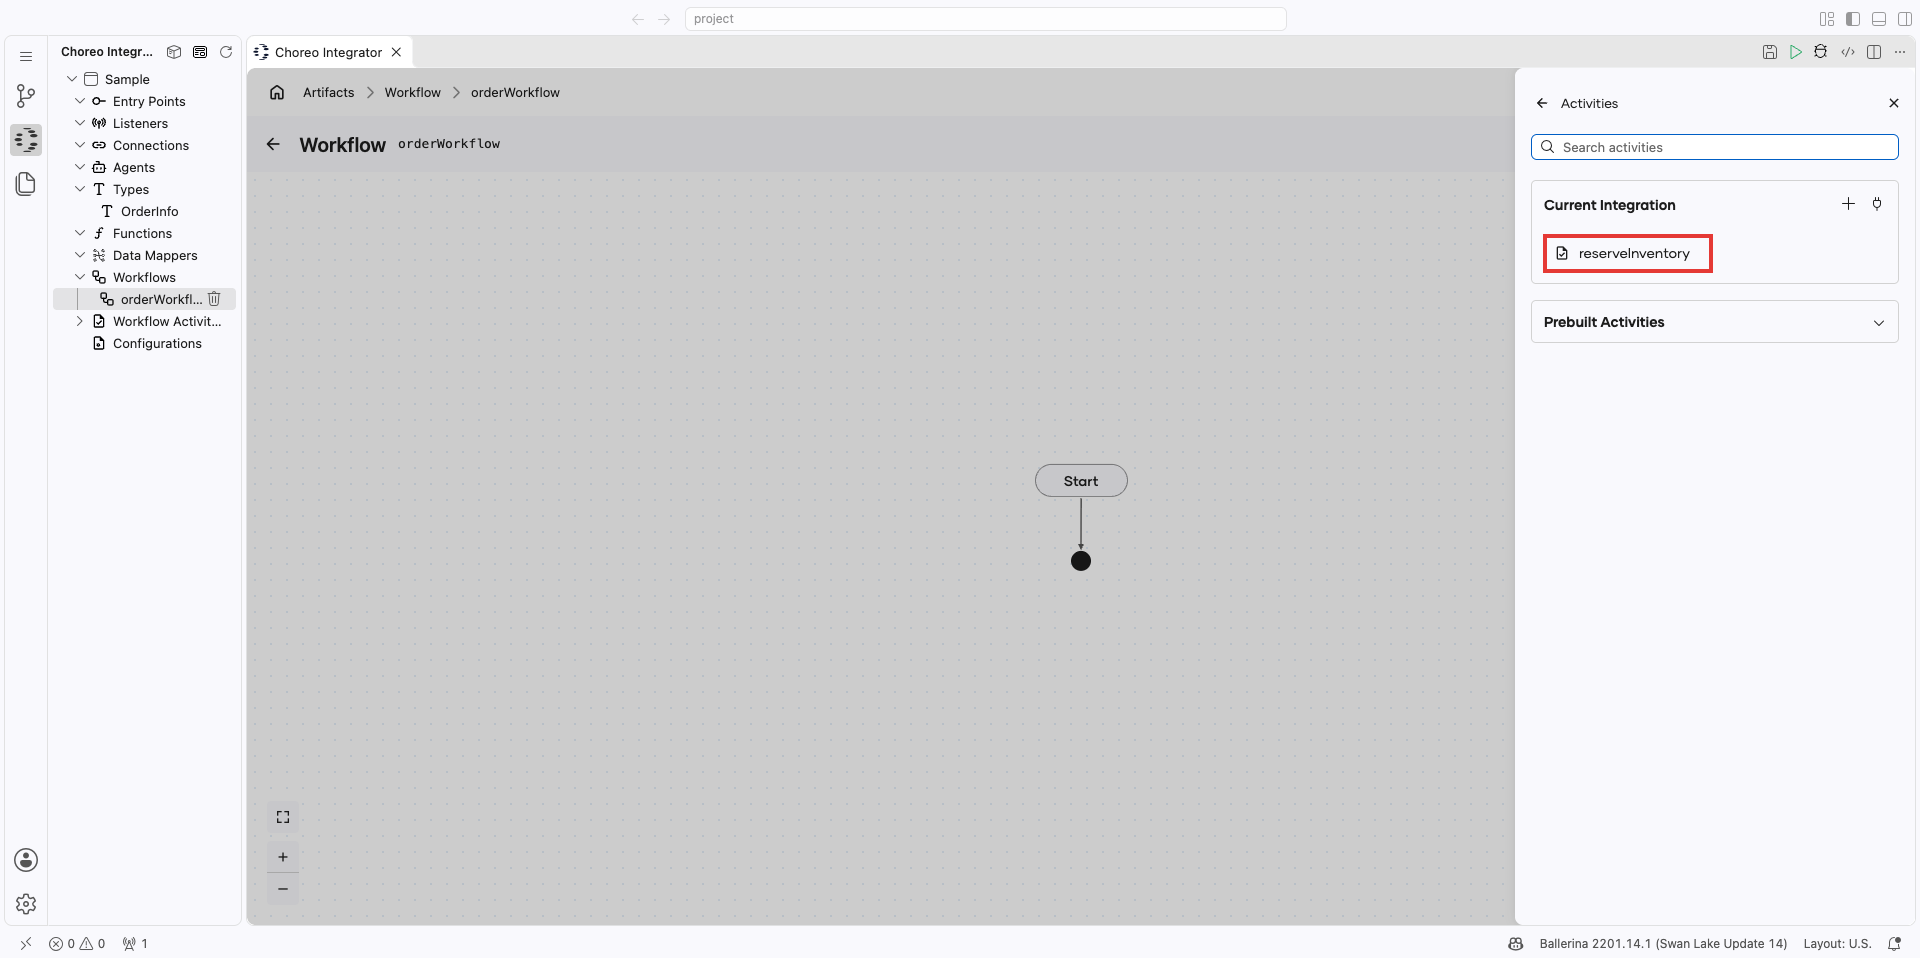 project
Choreo Integr...
Choreo Integrator
Sample
Entry Points
Listeners
Connections
Agents
Types
OrderInfo
Functions
Data Mappers
Workflows
orderWorkfl...
Workflow Activit...
Configurations
Artifacts > Workflow > orderWorkflow
Workflow orderWorkflow
Start
Activities
Search activities
Current Integration
reserveInventory
Prebuilt Activities
0 0 1
Ballerina 2201.14.1 (Swan Lake Update 14) Layout: U.S.